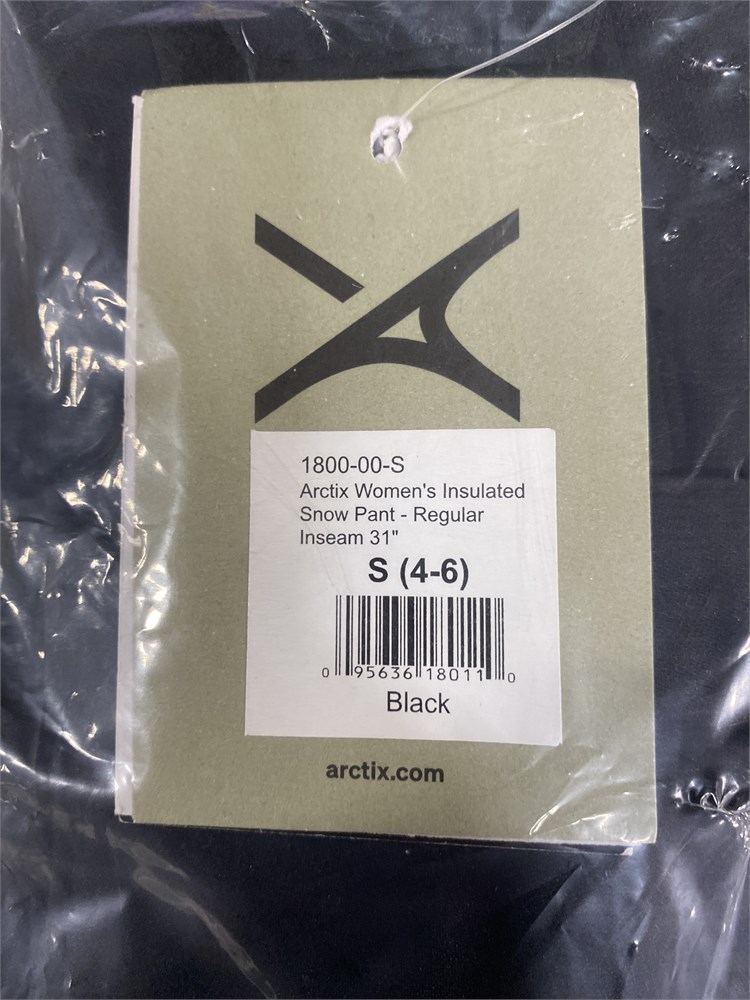 1800-00-S
Arctix Women's Insulated
Snow Pant - Regular
Inseam 31"
S (4-6)
0 95636 18011 0
Black
arctix.com